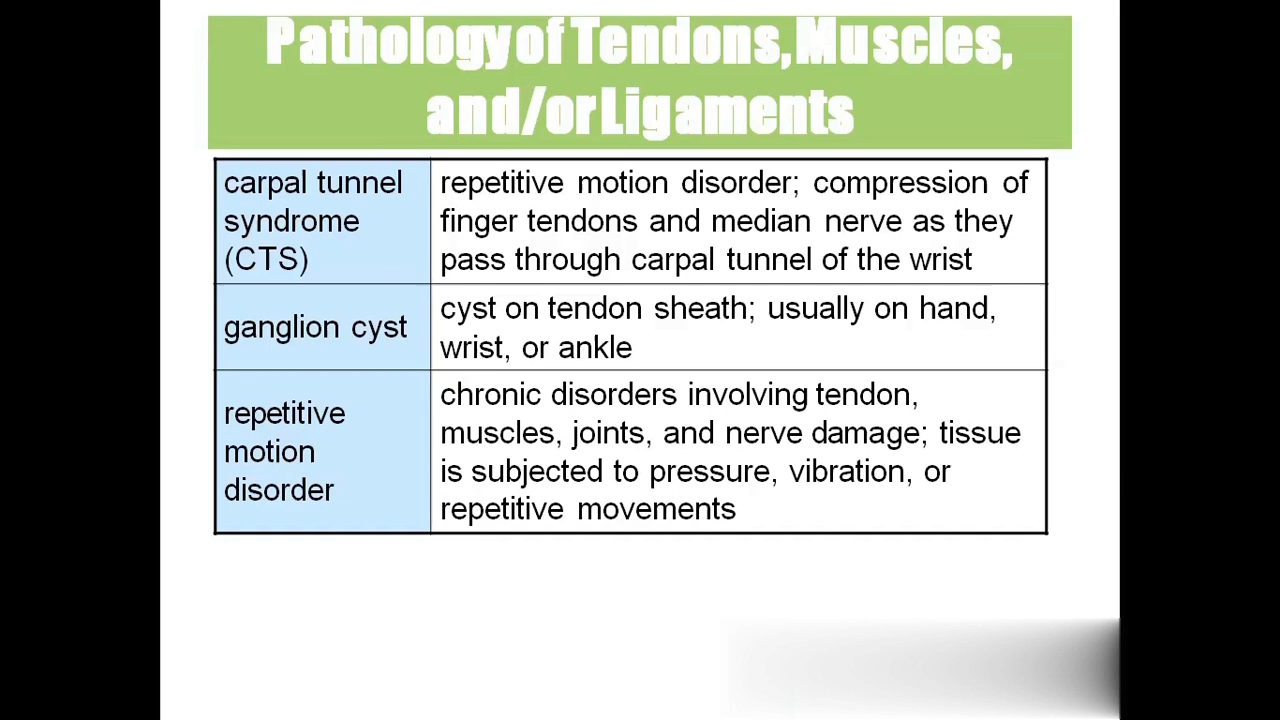 Pathology of Tendons, Muscles,
and/or Ligaments
carpal tunnel
syndrome
(CTS)
repetitive motion disorder; compression of
finger tendons and median nerve as they
pass through carpal tunnel of the wrist
ganglion cyst
cyst on tendon sheath; usually on hand,
wrist, or ankle
repetitive
motion
disorder
chronic disorders involving tendon,
muscles, joints, and nerve damage; tissue
is subjected to pressure, vibration, or
repetitive movements